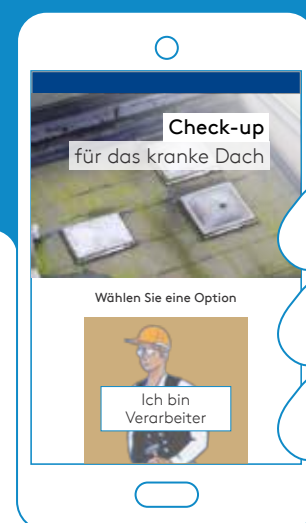 Check-up
für das kranke Dach
Wählen Sie eine Option
Ich bin
Verarbeiter